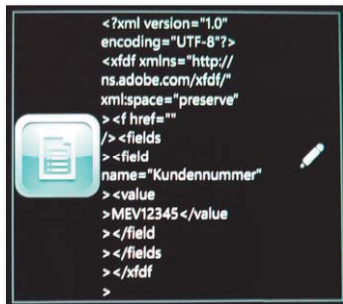 <?xml version="1.0"
encoding="UTF-8"?>
<xfdf xmlns="http://
ns.adobe.com/xfdf/"
xml:space="preserve"
><f href=""
/><fields
><field
name="Kundennummer"
><value
>MEV12345</value
></field
></fields
></xfdf
>